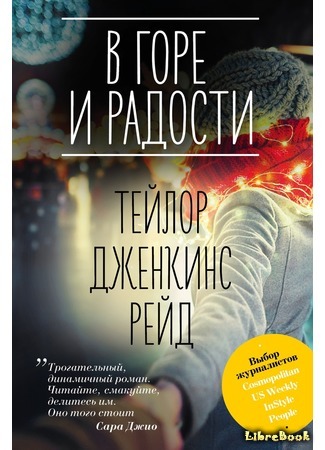 В ГОРЕ
И РАДОСТИ
ТЕЙЛОР
ДЖЕНКИНС
РЕЙД
”Трогательный,
динамичный роман.
Читайте, смакуйте,
делитесь им.
Оно того стоит
Сара Джио
Выбор
журналистов
Cosmopolitan
US Weekly
InStyle
People
LibreBook